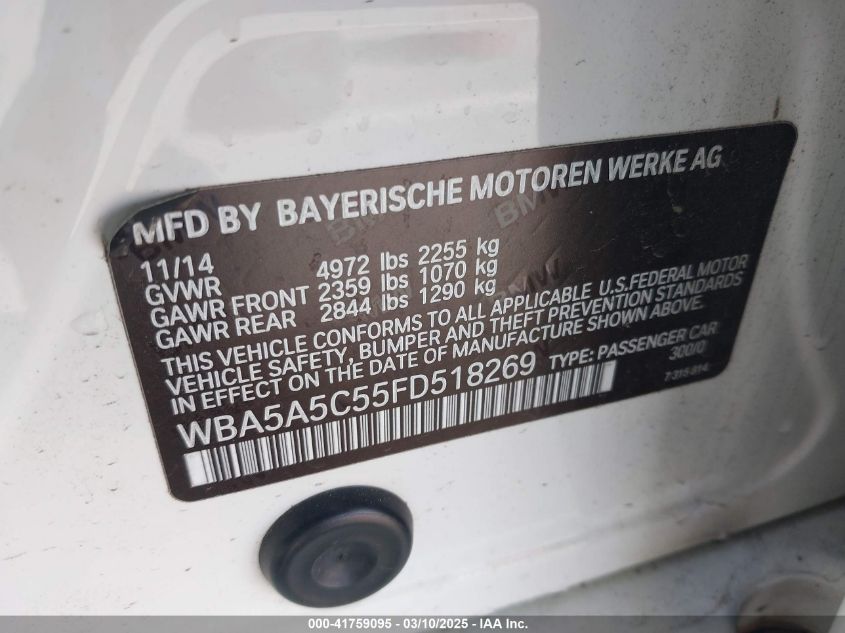 MFD BY BAYERISCHE MOTOREN WERKE AG
11/14
GVWR 4972 lbs 2255 kg
GAWR FRONT 2359 lbs 1070 kg
GAWR REAR 2844 lbs 1290 kg
THIS VEHICLE CONFORMS TO ALL APPLICABLE U.S.FEDERAL MOTOR
VEHICLE SAFETY, BUMPER AND THEFT PREVENTION STANDARDS
IN EFFECT ON THE DATE OF MANUFACTURE SHOWN ABOVE.
WBA5A5C55FD518269 TYPE: PASSENGER CAR
300/0
7 315 814
000-41759095 - 03/10/2025 - IAA Inc.